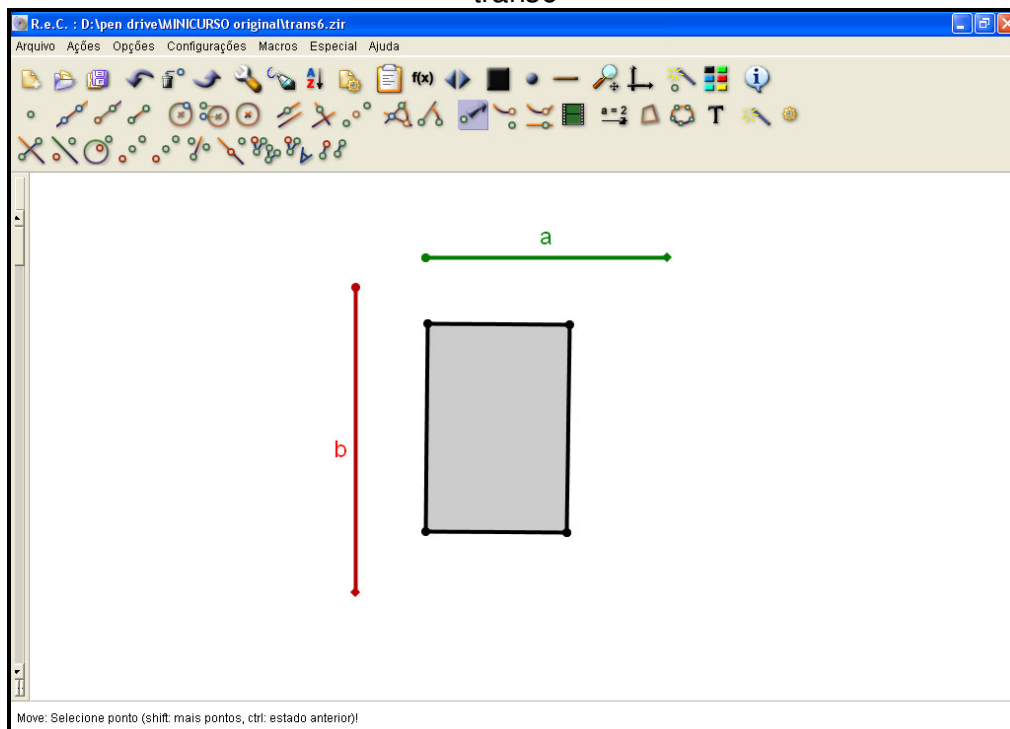 trans6
R.e.C. : D:\pen drive\MINICURSO original\trans6.zir
Arquivo Ações Opções Configurações Macros Especial Ajuda
A
Z
f(x)
i
a = 2
T
a
b
Move: Selecione ponto (shift: mais pontos, ctrl: estado anterior)!